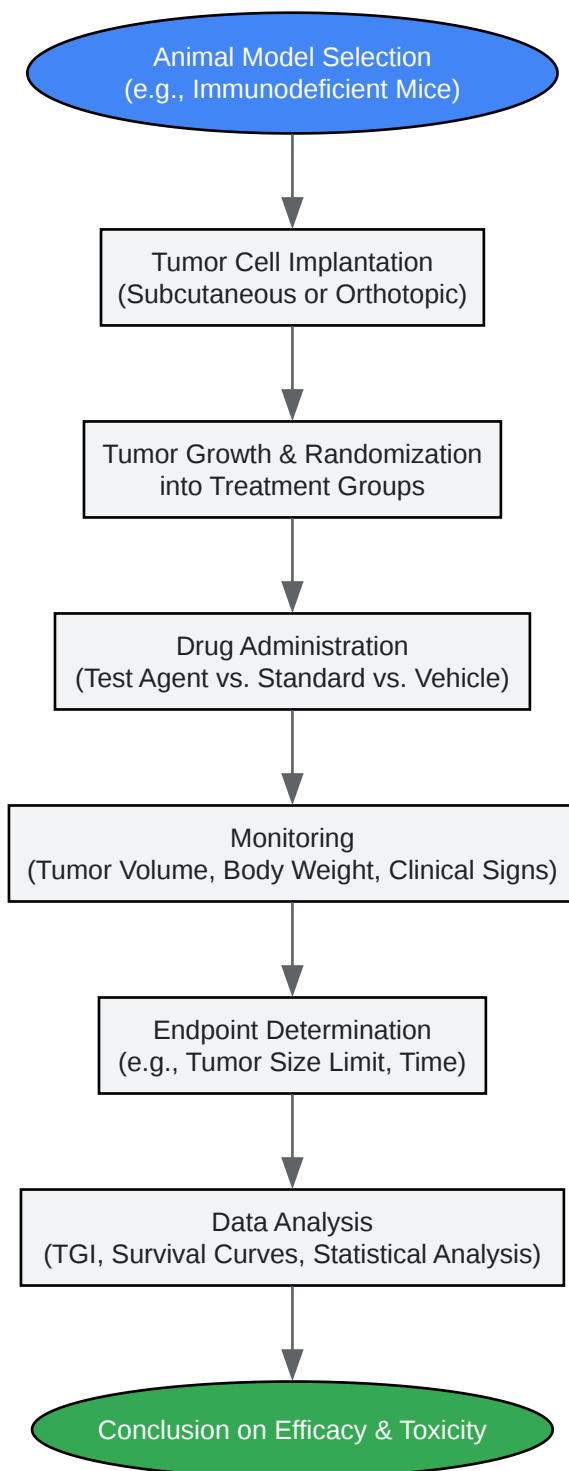 Animal Model Selection
(e.g., Immunodeficient Mice)
Tumor Cell Implantation
(Subcutaneous or Orthotopic)
Tumor Growth & Randomization
into Treatment Groups
Drug Administration
(Test Agent vs. Standard vs. Vehicle)
Monitoring
(Tumor Volume, Body Weight, Clinical Signs)
Endpoint Determination
(e.g., Tumor Size Limit, Time)
Data Analysis
(TGI, Survival Curves, Statistical Analysis)
Conclusion on Efficacy & Toxicity